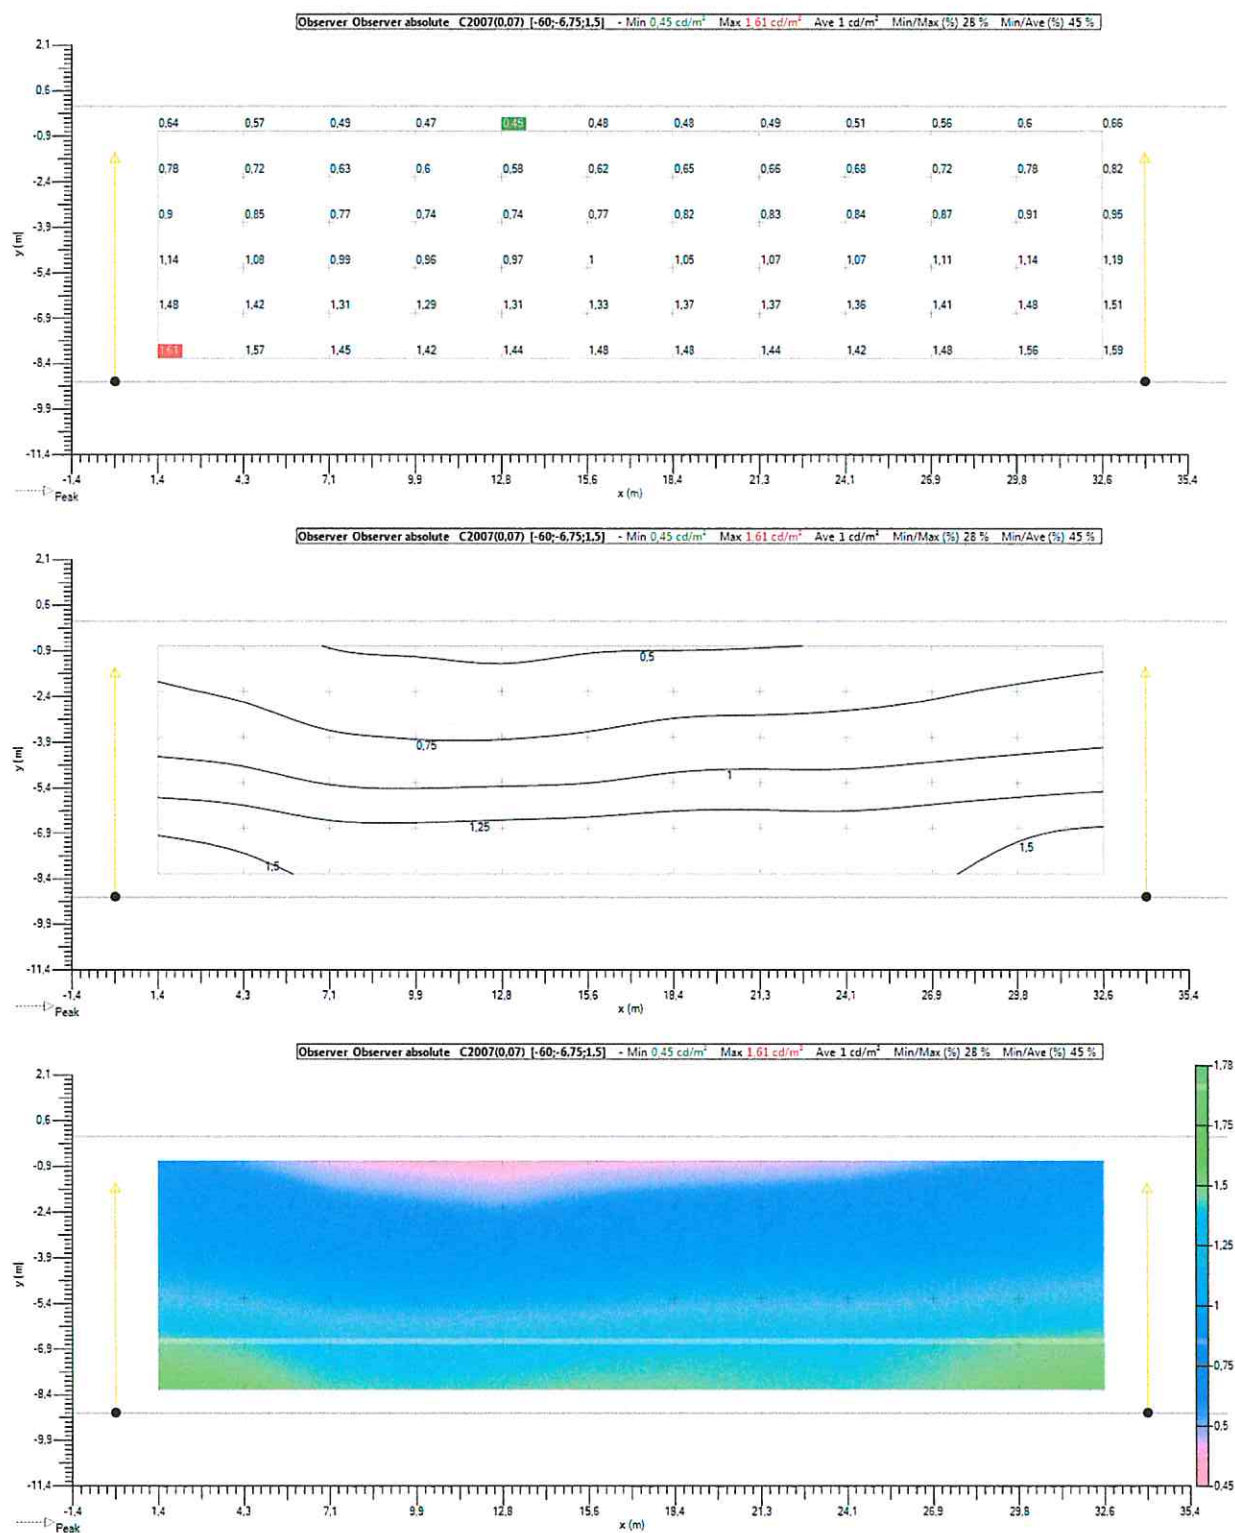 Observer Observer absolute C2007(0,07) [-60;-6,75;1,5] - Min 0,45 cd/m² Max 1,61 cd/m² Ave 1 cd/m² Min/Max (%) 28 % Min/Ave (%) 45 %
2,1
0,6
0,64 0,57 0,49 0,47 0,45 0,48 0,48 0,49 0,51 0,56 0,6 0,66
-0,9
0,78 0,72 0,63 0,6 0,58 0,62 0,65 0,66 0,68 0,72 0,78 0,82
-2,4
0,9 0,85 0,77 0,74 0,74 0,77 0,82 0,83 0,84 0,87 0,91 0,95
-3,9
y (m)
1,14 1,08 0,99 0,96 0,97 1 1,05 1,07 1,07 1,11 1,14 1,19
-5,4
1,48 1,42 1,31 1,29 1,31 1,33 1,37 1,37 1,36 1,41 1,48 1,51
-6,9
1,61 1,57 1,45 1,42 1,44 1,48 1,48 1,44 1,42 1,48 1,56 1,59
-8,4
-9,9
-11,4
-1,4 1,4 4,3 7,1 9,9 12,8 15,6 18,4 21,3 24,1 26,9 29,8 32,6 35,4
x (m)
Peak
Observer Observer absolute C2007(0,07) [-60;-6,75;1,5] - Min 0,45 cd/m² Max 1,61 cd/m² Ave 1 cd/m² Min/Max (%) 28 % Min/Ave (%) 45 %
2,1
0,6
-0,9
0,5
-2,4
-3,9
0,75
y (m)
1
-5,4
1,25
-6,9
1,5
1,5
-8,4
-9,9
-11,4
-1,4 1,4 4,3 7,1 9,9 12,8 15,6 18,4 21,3 24,1 26,9 29,8 32,6 35,4
x (m)
Peak
Observer Observer absolute C2007(0,07) [-60;-6,75;1,5] - Min 0,45 cd/m² Max 1,61 cd/m² Ave 1 cd/m² Min/Max (%) 28 % Min/Ave (%) 45 %
2,1
0,6
-0,9
-2,4
-3,9
y (m)
-5,4
-6,9
-8,4
-9,9
-11,4
1,78
1,75
1,5
1,25
1
0,75
0,5
0,45
-1,4 1,4 4,3 7,1 9,9 12,8 15,6 18,4 21,3 24,1 26,9 29,8 32,6 35,4
x (m)
Peak